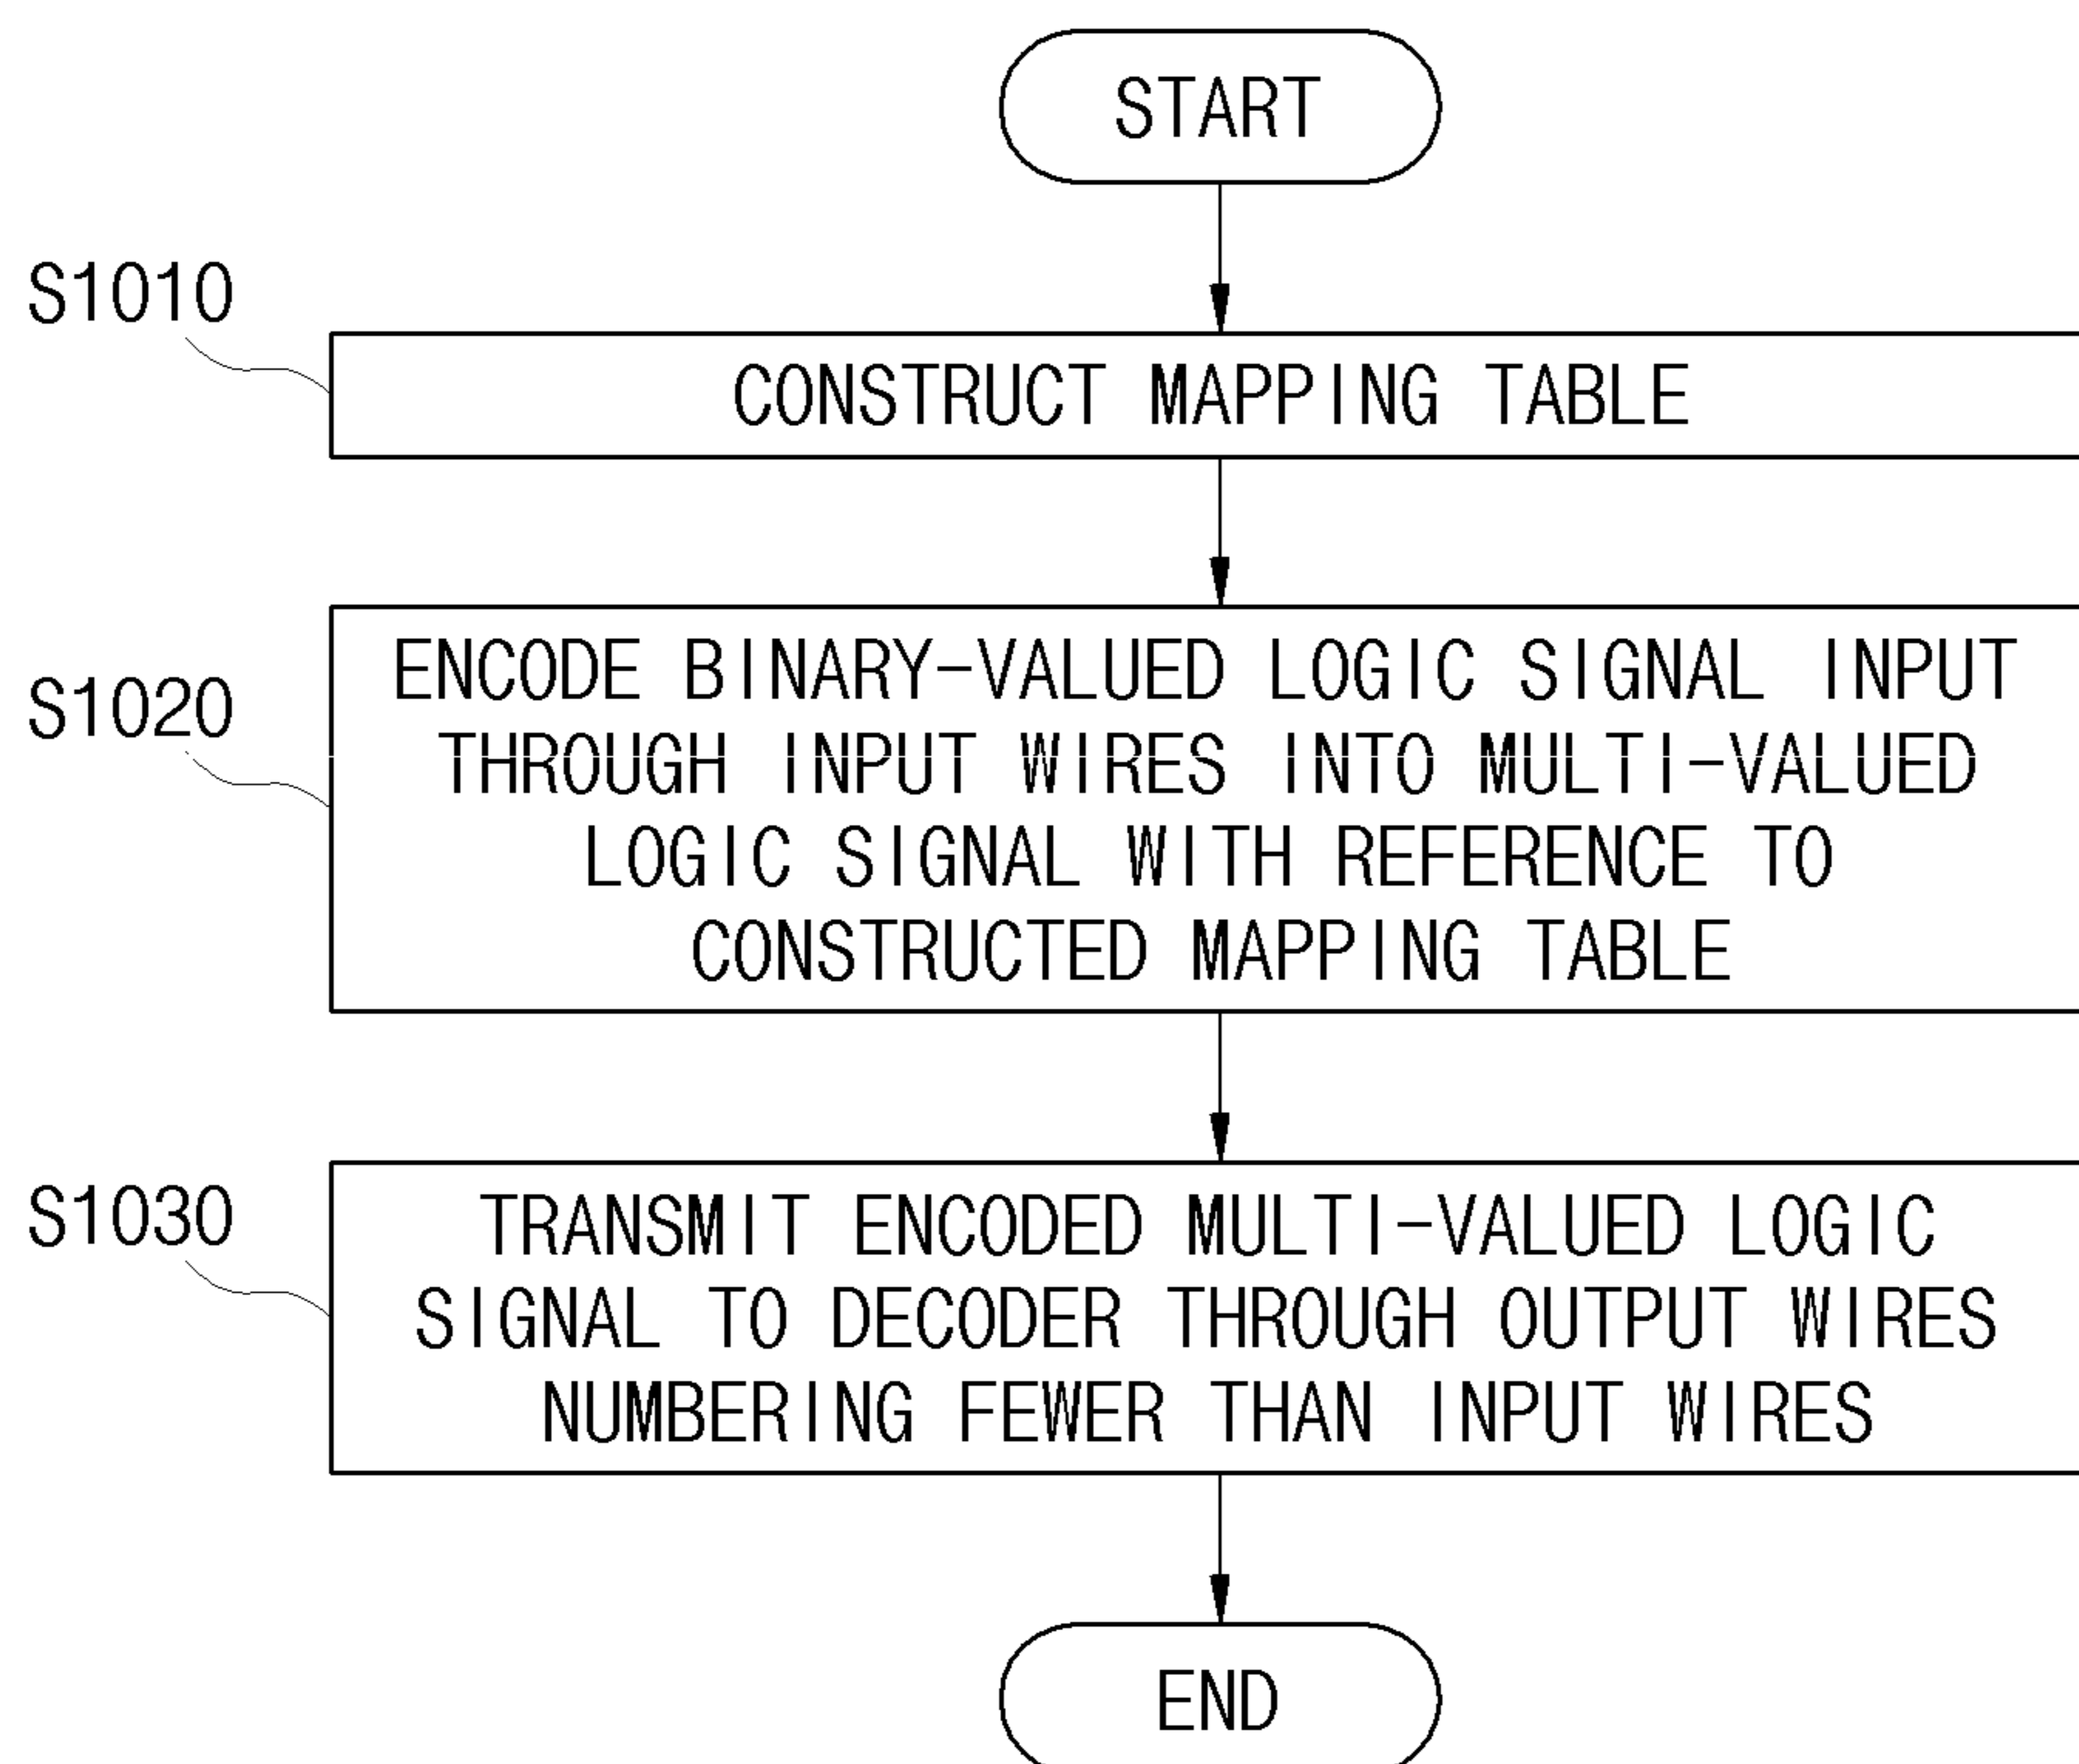 START
S1010
CONSTRUCT MAPPING TABLE
S1020
ENCODE BINARY-VALUED LOGIC SIGNAL INPUT
THROUGH INPUT WIRES INTO MULTI-VALUED
LOGIC SIGNAL WITH REFERENCE TO
CONSTRUCTED MAPPING TABLE
S1030
TRANSMIT ENCODED MULTI-VALUED LOGIC
SIGNAL TO DECODER THROUGH OUTPUT WIRES
NUMBERING FEWER THAN INPUT WIRES
END